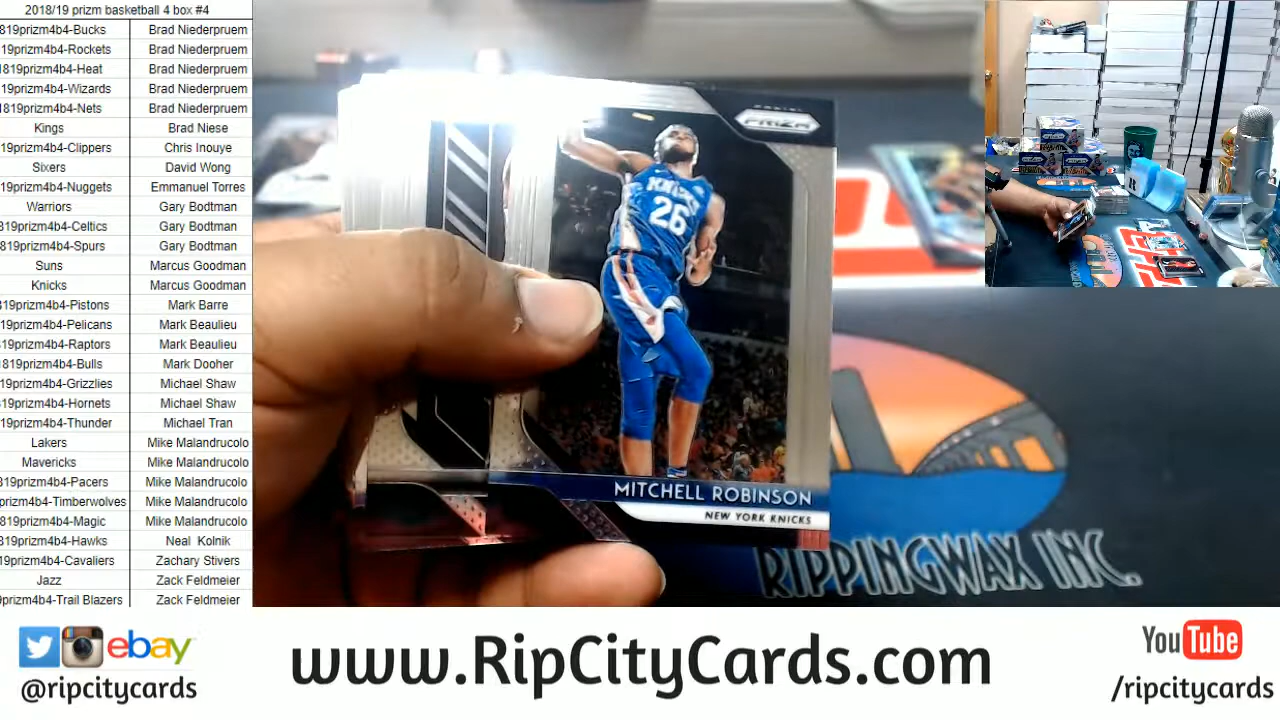 2018/19 prizm basketball 4 box #4
819prizm4b4-Bucks Brad Niederpruem
19prizm4b4-Rockets Brad Niederpruem
1819prizm4b4-Heat Brad Niederpruem
19prizm4b4-Wizards Brad Niederpruem
1819prizm4b4-Nets Brad Niederpruem
Kings Brad Niese
19prizm4b4-Clippers Chris Inouye
Sixers David Wong
19prizm4b4-Nuggets Emmanuel Torres
Warriors Gary Bodtman
819prizm4b4-Celtics Gary Bodtman
819prizm4b4-Spurs Gary Bodtman
Suns Marcus Goodman
Knicks Marcus Goodman
19prizm4b4-Pistons Mark Barre
19prizm4b4-Pelicans Mark Beaulieu
19prizm4b4-Raptors Mark Beaulieu
1819prizm4b4-Bulls Mark Dooher
19prizm4b4-Grizzlies Michael Shaw
19prizm4b4-Hornets Michael Shaw
19prizm4b4-Thunder Michael Tran
Lakers Mike Malandrucolo
Mavericks Mike Malandrucolo
819prizm4b4-Pacers Mike Malandrucolo
prizm4b4-Timberwolves Mike Malandrucolo
819prizm4b4-Magic Mike Malandrucolo
819prizm4b4-Hawks Neal Kolnik
19prizm4b4-Cavaliers Zachary Stivers
Jazz Zack Feldmeier
9prizm4b4-Trail Blazers Zack Feldmeier
PANINI
PRIZM
KNICKS
26
MITCHELL ROBINSON
NEW YORK KNICKS
RIPPINGWAX INC.
ebay
@ripcitycards
www.RipCityCards.com
YouTube
/ripcitycards